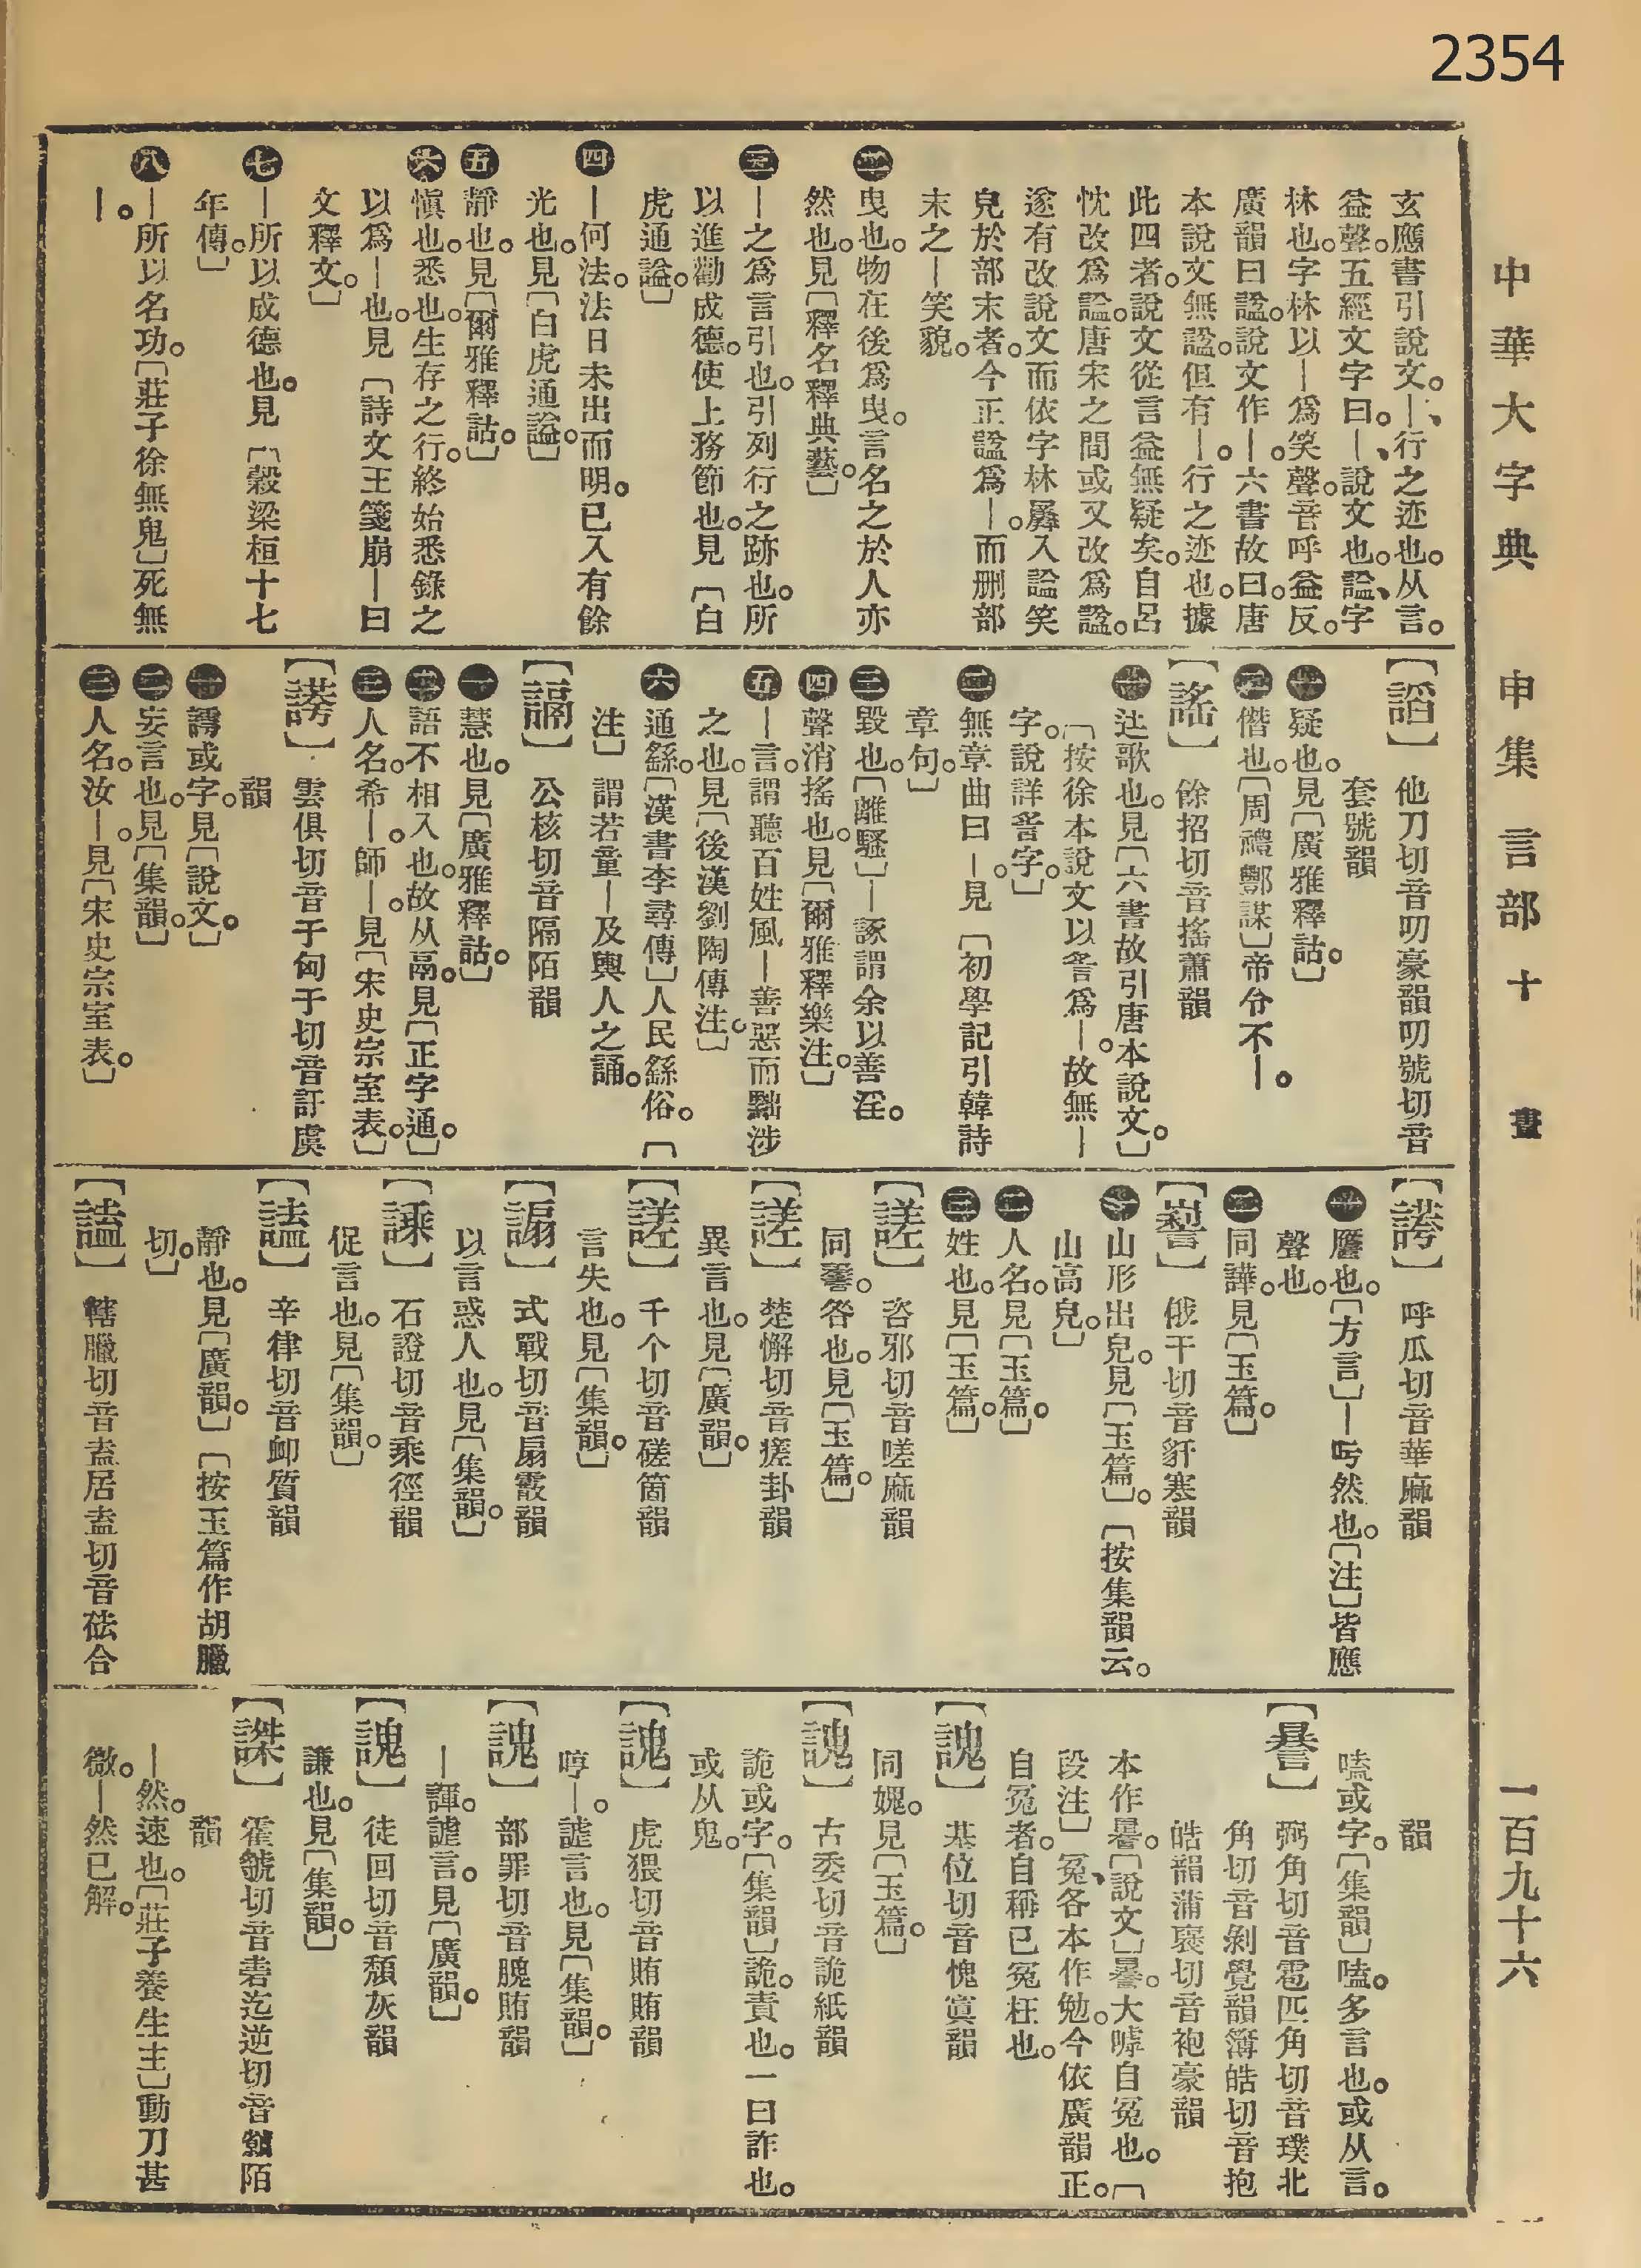 2354
中華大字典　申集　言部　十　畫　一百九十六
玄應書引說文。—、行之迹也。从言。
益聲。五經文字曰。—、說文也。謚、字
林也。字林以—爲笑聲。音呼益反。
廣韻曰謚。說文作—。六書故曰。唐
本說文無謚。但有—。行之迹也。據
此四者。說文從言益無疑矣。自呂
忱改爲謚。唐宋之間或又改爲諡。
遂有改說文而依字林羼入謚笑
皃於部末者。今正諡爲—。而刪部
末之—笑貌。
㊁曳也。物在後爲曳。言名之於人亦
然也。見〔釋名釋典藝。〕
㊂—之爲言引也。引列行之跡也。所
以進勸成德。使上務節也。見〔白
虎通謚。〕
㊃—何法。法日未出而明。已入有餘
光也。見〔白虎通謚。〕
㊄靜也。見〔爾雅釋詁。〕
㊅愼也。悉也。生存之行。終始悉錄之
以爲—也。見〔詩文王箋崩—曰
文釋文。〕
㊆—所以成德也。見〔穀梁桓十七
年傳。〕
㊇—所以名功。〔莊子徐無鬼〕死無
—。
【謟】他刀切音叨豪韻叨號切音
套號韻
㊀疑也。見〔廣雅釋詁。〕
㊁僭也。〔周禮酆謀〕帝命不—。
【謠】餘招切音搖蕭韻
㊀辻歌也。見〔六書故引唐本說文。〕
〔按徐本說文以䚻爲—。故無—
字。說詳䚻字。〕
㊁無章曲曰—。見〔初學記引韓詩
章句。〕
㊂毀也。〔離騷〕—諑謂余以善淫。
㊃聲消搖也。見〔爾雅釋樂注。〕
㊄—言。謂聽百姓風—善惡而黜涉
之也。見〔後漢劉陶傳注。〕
㊅通繇。〔漢書李尋傳〕人民繇俗。〔
注〕謂若童—及輿人之誦。
【謆】公核切音隔陌韻
㊀慧也。見〔廣雅釋詁。〕
㊁語不相入也。故从鬲。見〔正字通。〕
㊂人名。希—。師—。見〔宋史宗室表。〕
【謣】雲俱切音于匈于切音訏虞
韻
㊀謣或字。見〔說文。〕
㊁妄言也。見〔集韻。〕
㊂人名。汝—。見〔宋史宗室表。〕
【誇】呼瓜切音華麻韻
㊀譍也。〔方言〕—吁然也。〔注〕皆應
聲也。
㊁同譁。見〔玉篇。〕
俄干切音豻寒韻
㊀山形出皃。見〔玉篇〕。〔按集韻云。
山高皃。〕
㊁人名。見〔玉篇。〕
㊂姓也。見〔玉篇。〕
【謯】咨邪切音嗟麻韻
同謩。咎也。見〔玉篇。〕
【謯】楚懈切音瘥卦韻
異言也。見〔廣韻。〕
【謯】千个切音磋箇韻
言失也。見〔集韻。〕
【謆】式戰切音扇霰韻
以言惑人也。見〔集韻。〕
石證切音乘徑韻
促言也。見〔集韻。〕
【謐】辛律切音卹質韻
靜也。見〔廣韻。〕〔按玉篇作胡臘
切。〕
【譡】轄臘切音盍居盍切音砝合
韻
嗑或字。〔集韻〕嗑。多言也。或从言。
【謈】弼角切音雹匹角切音璞北
角切音剝覺韻簿皓切音抱
皓韻蒲襃切音袍豪韻
本作謈。〔說文〕謈。大嘑自冤也。〔
段注〕冤、各本作勉。今依廣韻正。
自冤者。自稱已冤枉也。
【謉】基位切音愧寘韻
同媿。見〔玉篇。〕
【謉】古委切音詭紙韻
詭或字。〔集韻〕詭。責也。一曰詐也。
或从鬼。
【謉】虎猥切音賄賄韻
哼—。謔言也。見〔集韻。〕
【謉】部罪切音䐽賄韻
—諢。謔言。見〔廣韻。〕
【謉】徒回切音頹灰韻
謙也。見〔集韻。〕
【謋】霍虢切音砉迄逆切音虩陌
韻
—然。速也。〔莊子養生主〕動刀甚
微。—然已解。